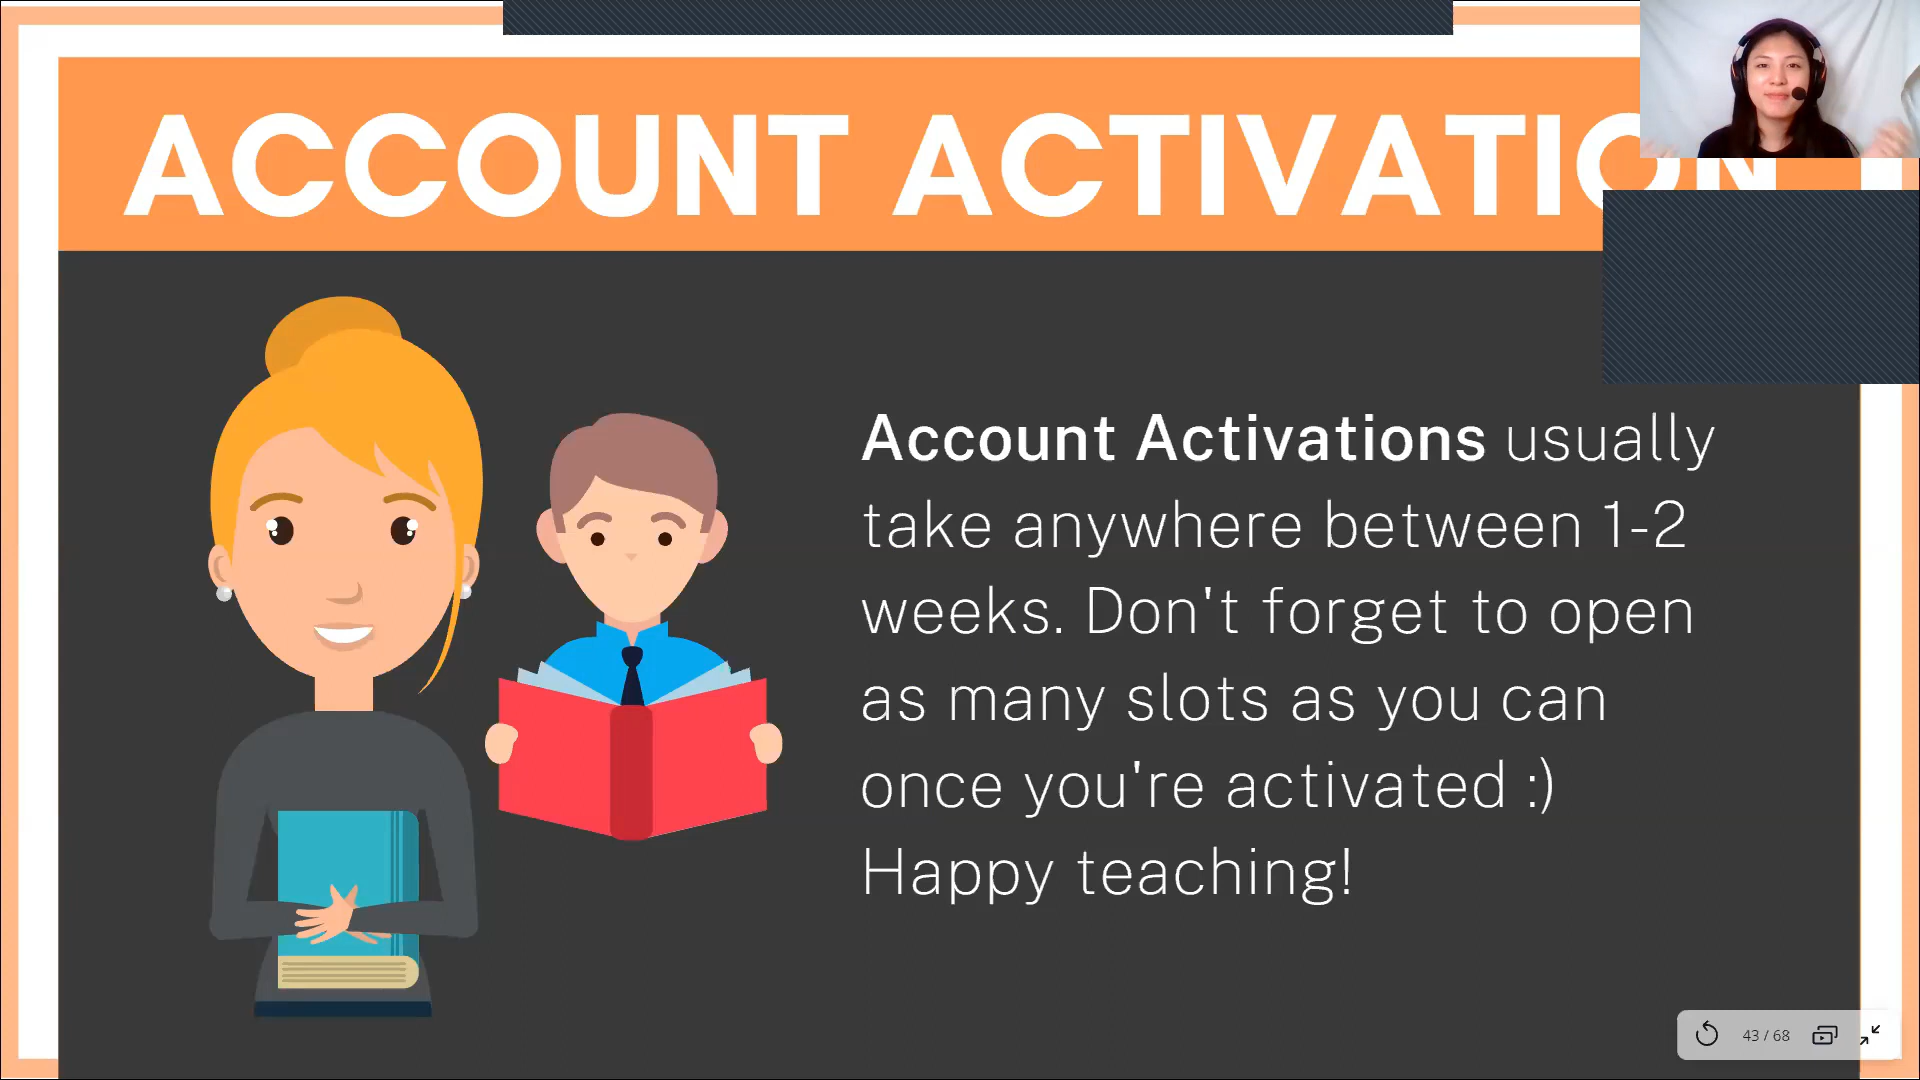 ACCOUNT ACTIVATION
Account Activations usually
take anywhere between 1-2
weeks. Don't forget to open
as many slots as you can
once you're activated :)
Happy teaching!
43 / 68